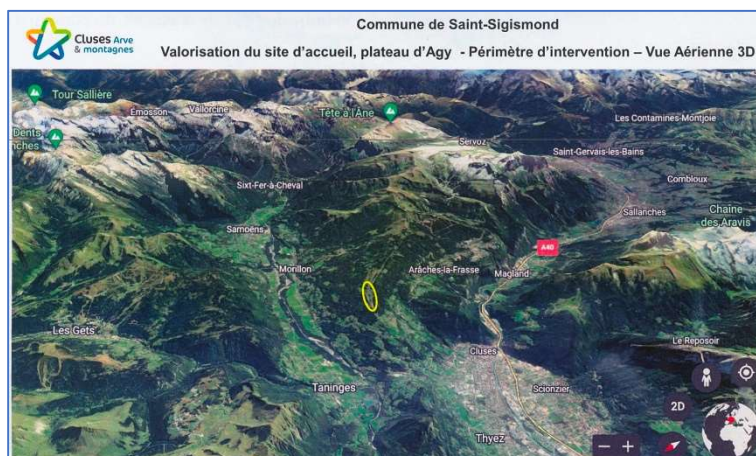 Cluses Arve
& montagnes
Commune de Saint-Sigismond
Valorisation du site d'accueil, plateau d'Agy - Périmètre d'intervention – Vue Aérienne 3D
Tour Sallière
Émosson
Vallorcine
Tête à l'Âne
Les Contamines-Montjoie
Dents
nches
Servoz
Saint-Gervais-les-Bains
Combloux
Sixt-Fer-à-Cheval
Sallanches
Chaîne
des Aravis
Samoëns
A40
Morillon
Arâches-la-Frasse
Magland
Les Gets
Cluses
Le Reposoir
Taninges
Scionzier
2D
Thyez